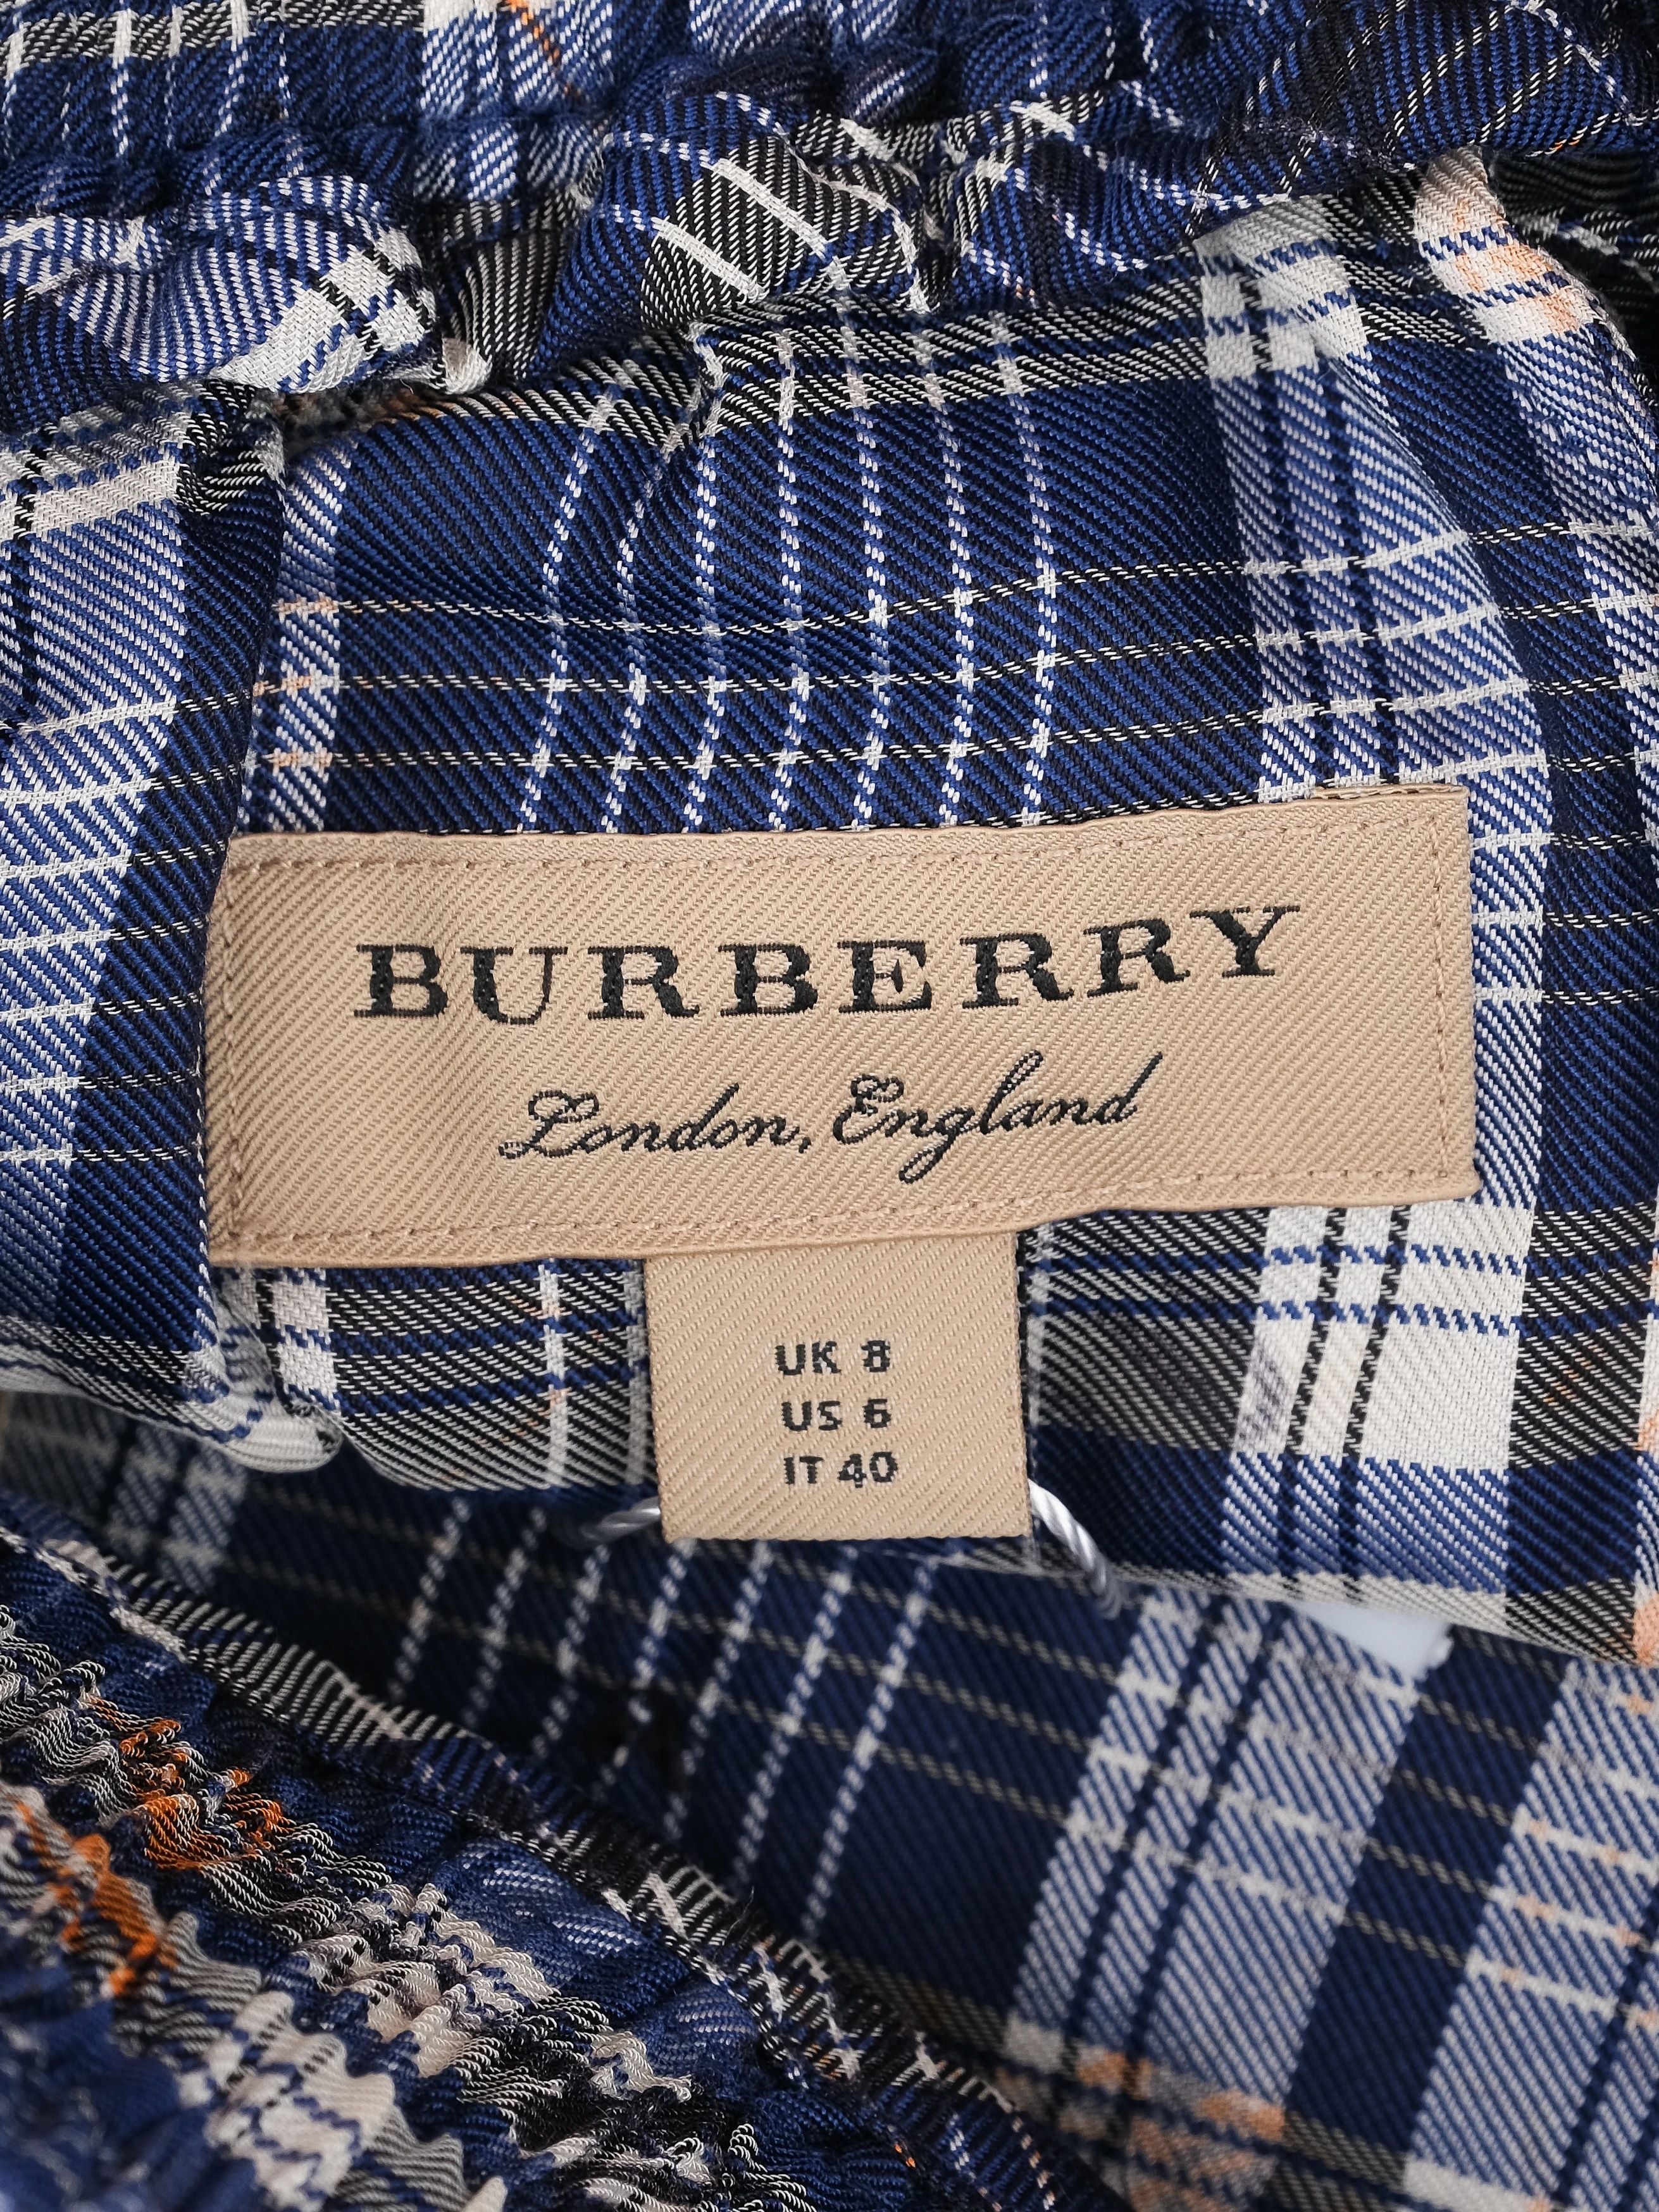 BURBERRY
London, England
UK 8
US 6
IT 40